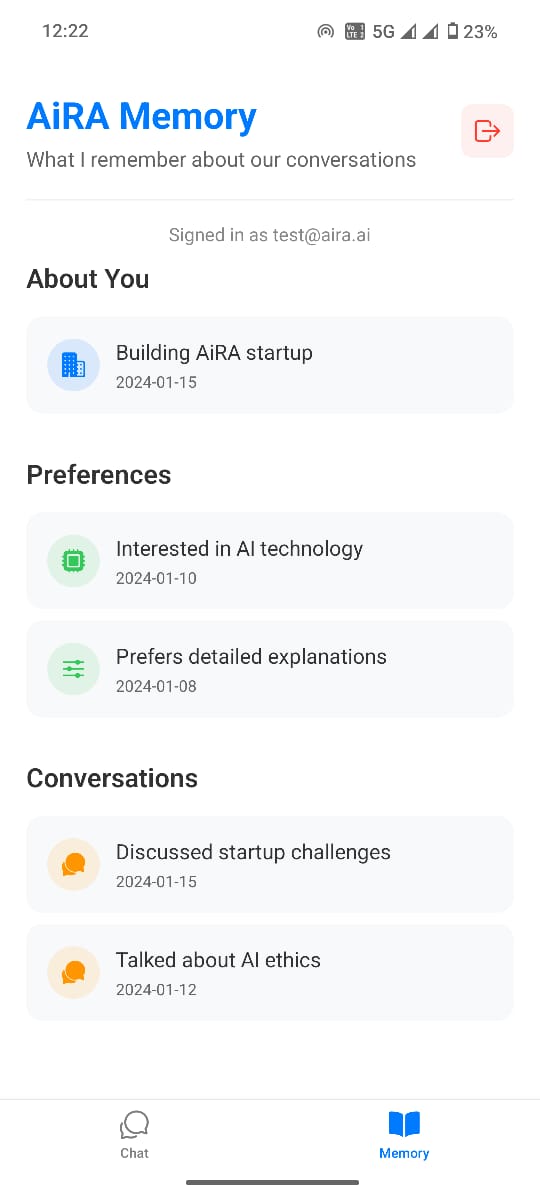 12:22
5G
23%
AiRA Memory
What I remember about our conversations
Signed in as test@aira.ai
About You
Building AiRA startup
2024-01-15
Preferences
Interested in AI technology
2024-01-10
Prefers detailed explanations
2024-01-08
Conversations
Discussed startup challenges
2024-01-15
Talked about AI ethics
2024-01-12
Chat
Memory